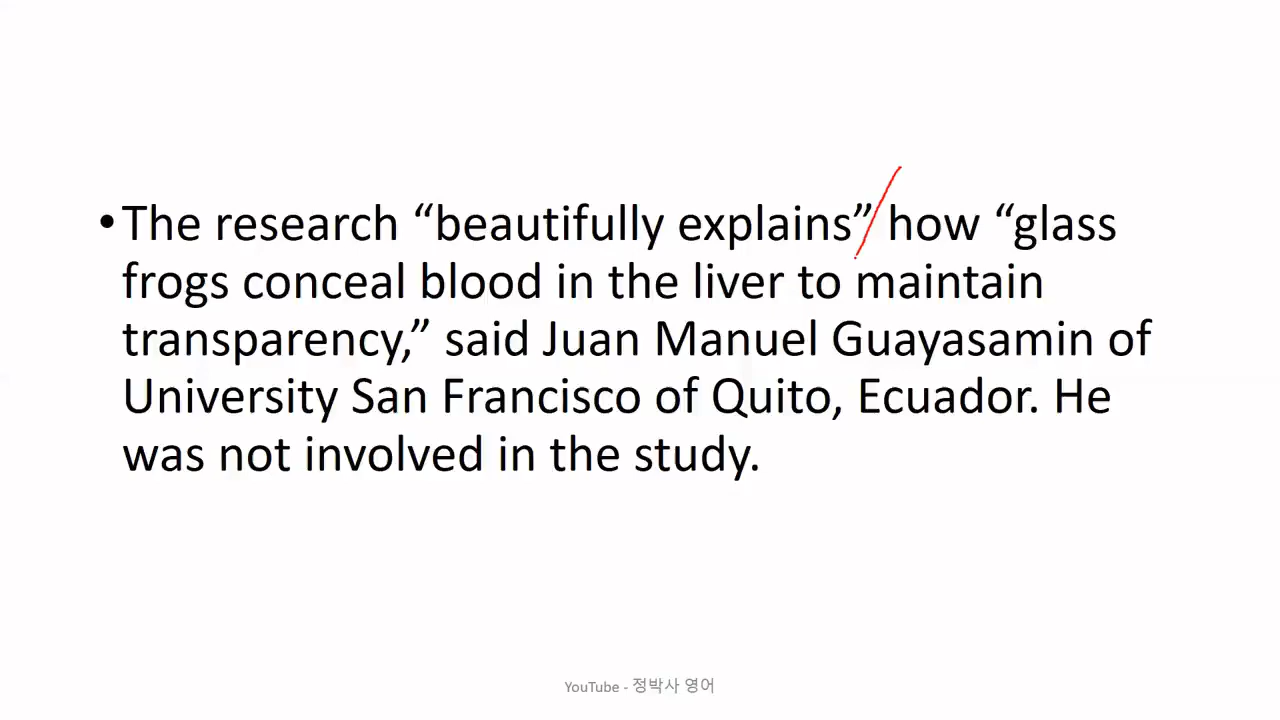 •The research “beautifully explains” how “glass
frogs conceal blood in the liver to maintain
transparency,” said Juan Manuel Guayasamin of
University San Francisco of Quito, Ecuador. He
was not involved in the study.
YouTube - 정박사 영어